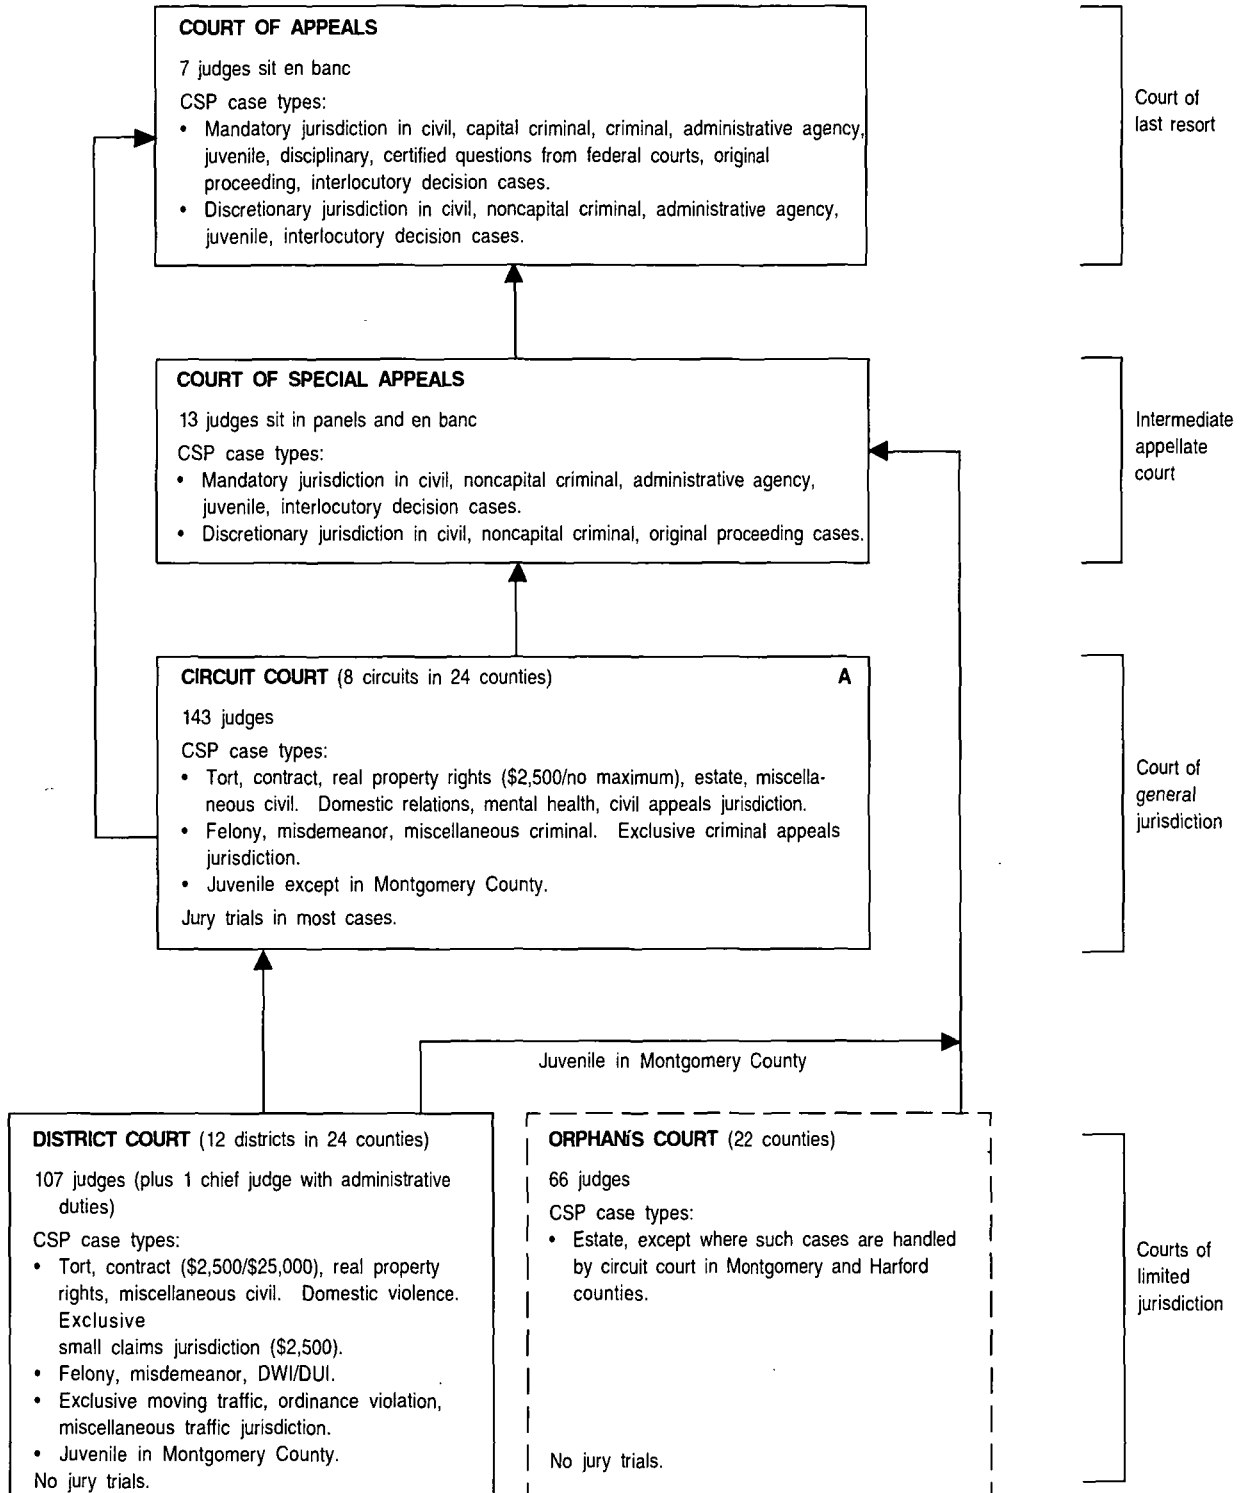 COURT OF APPEALS
7 judges sit en banc
CSP case types:
• Mandatory jurisdiction in civil, capital criminal, criminal, administrative agency,
juvenile, disciplinary, certified questions from federal courts, original
proceeding, interlocutory decision cases.
• Discretionary jurisdiction in civil, noncapital criminal, administrative agency,
juvenile, interlocutory decision cases.
Court of
last resort
COURT OF SPECIAL APPEALS
13 judges sit in panels and en banc
CSP case types:
• Mandatory jurisdiction in civil, noncapital criminal, administrative agency,
juvenile, interlocutory decision cases.
• Discretionary jurisdiction in civil, noncapital criminal, original proceeding cases.
Intermediate
appellate
court
CIRCUIT COURT (8 circuits in 24 counties) A
143 judges
CSP case types:
• Tort, contract, real property rights ($2,500/no maximum), estate, miscella-
neous civil. Domestic relations, mental health, civil appeals jurisdiction.
• Felony, misdemeanor, miscellaneous criminal. Exclusive criminal appeals
jurisdiction.
• Juvenile except in Montgomery County.
Jury trials in most cases.
Court of
general
jurisdiction
Juvenile in Montgomery County
DISTRICT COURT (12 districts in 24 counties)
107 judges (plus 1 chief judge with administrative
duties)
CSP case types:
• Tort, contract ($2,500/$25,000), real property
rights, miscellaneous civil. Domestic violence.
Exclusive
small claims jurisdiction ($2,500).
• Felony, misdemeanor, DWI/DUI.
• Exclusive moving traffic, ordinance violation,
miscellaneous traffic jurisdiction.
• Juvenile in Montgomery County.
No jury trials.
ORPHANíS COURT (22 counties)
66 judges
CSP case types:
• Estate, except where such cases are handled
by circuit court in Montgomery and Harford
counties.
No jury trials.
Courts of
limited
jurisdiction